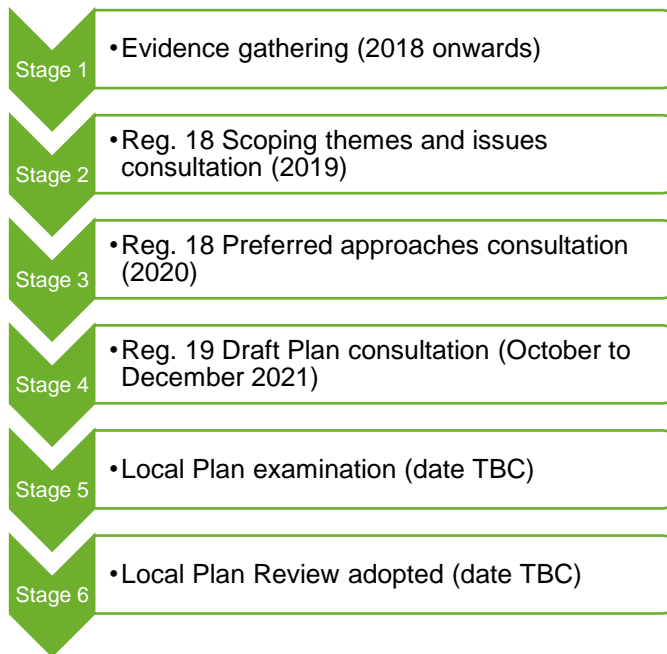 Stage 1
•Evidence gathering (2018 onwards)
Stage 2
•Reg. 18 Scoping themes and issues
consultation (2019)
Stage 3
•Reg. 18 Preferred approaches consultation
(2020)
Stage 4
•Reg. 19 Draft Plan consultation (October to
December 2021)
Stage 5
•Local Plan examination (date TBC)
Stage 6
•Local Plan Review adopted (date TBC)